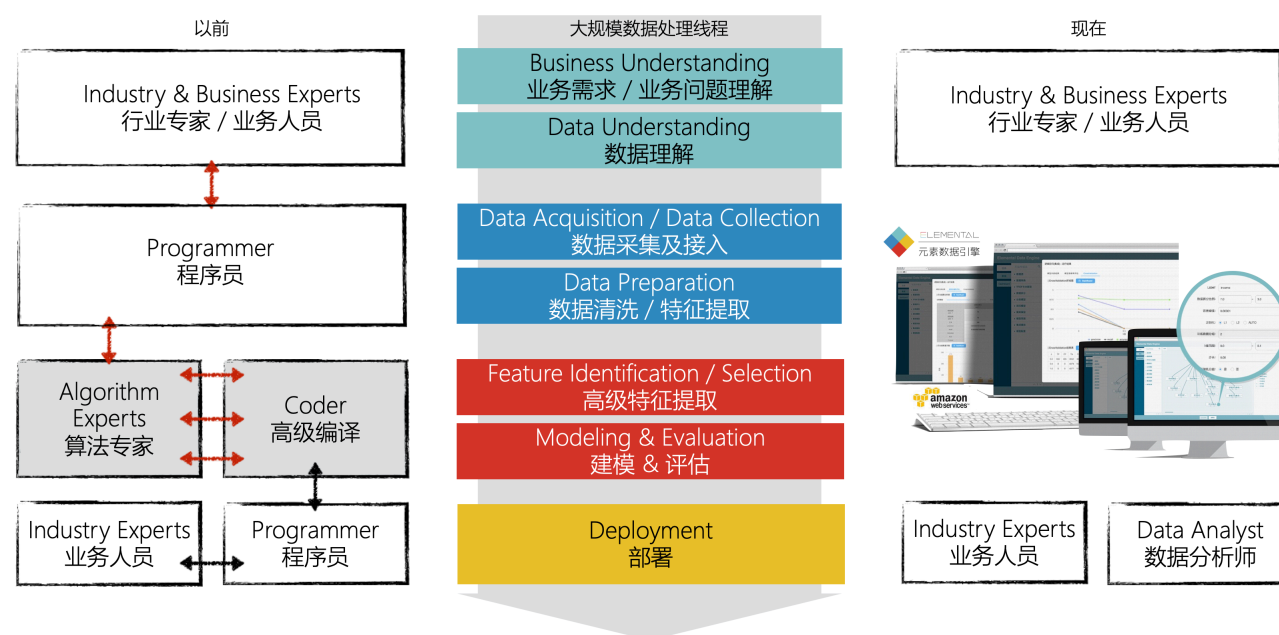 以前
Industry & Business Experts
行业专家 / 业务人员
Programmer
程序员
Algorithm
Experts
算法专家
Coder
高级编译
Industry Experts
业务人员
Programmer
程序员
大规模数据处理线程
Business Understanding
业务需求 / 业务问题理解
Data Understanding
数据理解
Data Acquisition / Data Collection
数据采集及接入
Data Preparation
数据清洗 / 特征提取
Feature Identification / Selection
高级特征提取
Modeling & Evaluation
建模 & 评估
Deployment
部署
现在
Industry & Business Experts
行业专家 / 业务人员
ELEMENTAL
元素数据引擎
amazon
webservices
Industry Experts
业务人员
Data Analyst
数据分析师